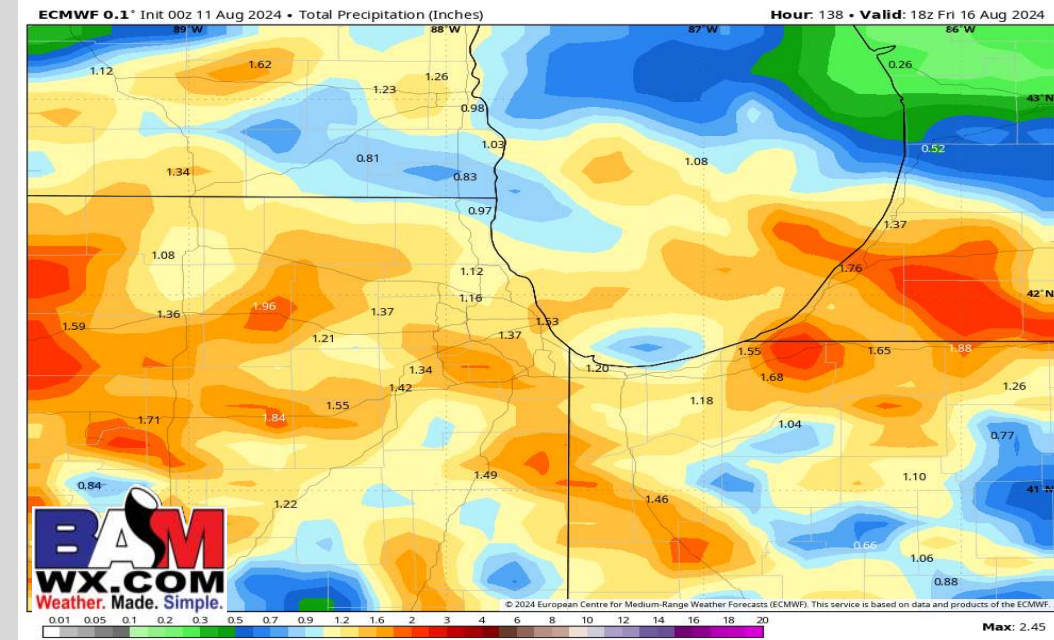 ECMWF 0.1° Init 00z 11 Aug 2024 • Total Precipitation (Inches)
Hour: 138 • Valid: 18z Fri 16 Aug 2024
89°W 88°W 87°W 86°W
1.12 1.62 1.23 1.26 0.26
0.98 43°N
1.03
0.81 1.08 0.52
1.34 0.83
0.97
1.37
1.08
1.12 1.76
1.16 42°N
1.96 1.37
1.59 1.36 1.53
1.21 1.37
1.55 1.65 1.88
1.34 1.20
1.42 1.68 1.26
1.55 1.18
1.71 1.84 1.04
0.77
1.49 1.10
0.84 41°N
1.22 1.46
0.66
1.06
0.88
BAM
WX.COM
Weather. Made. Simple.
© 2024 European Centre for Medium-Range Weather Forecasts (ECMWF). This service is based on data and products of the ECMWF.
0.01 0.05 0.1 0.2 0.3 0.5 0.7 0.9 1.2 1.6 2 3 4 6 8 10 12 14 16 18 20
Max: 2.45